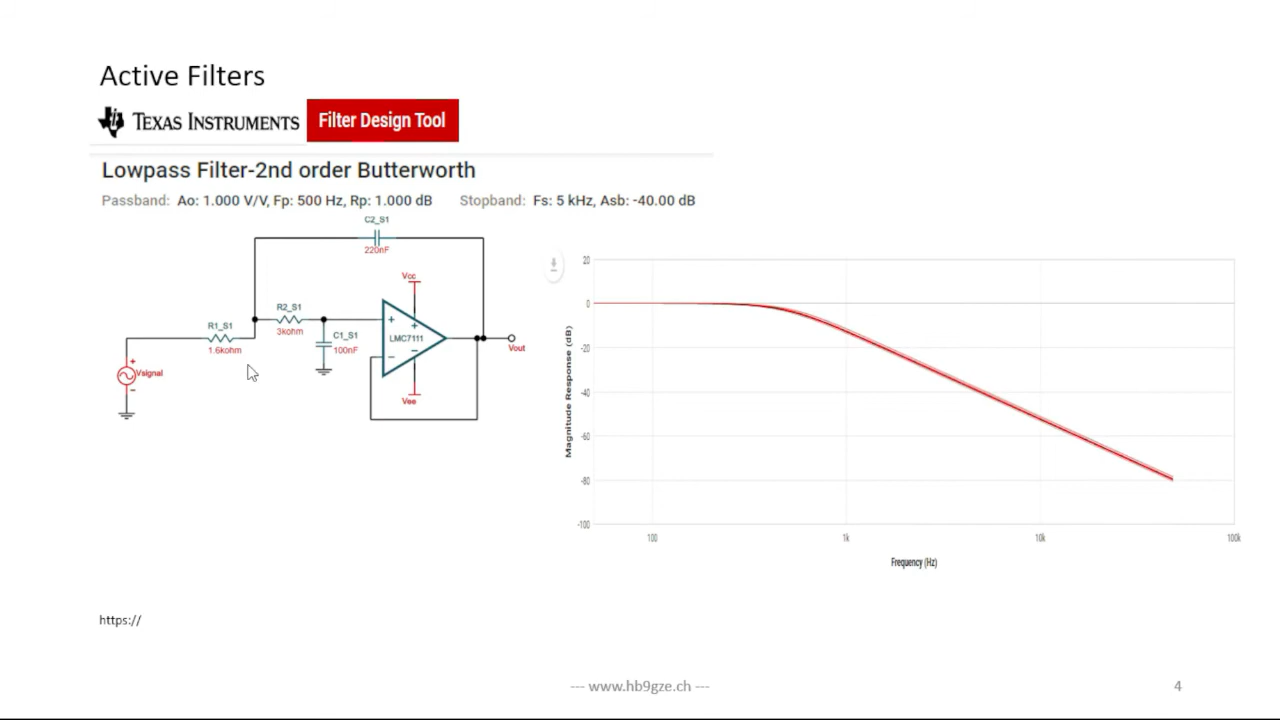 Active Filters
TEXAS INSTRUMENTS Filter Design Tool
Lowpass Filter-2nd order Butterworth
Passband: Ao: 1.000 V/V, Fp: 500 Hz, Rp: 1.000 dB Stopband: Fs: 5 kHz, Asb: -40.00 dB
C2_S1
220nF
Vcc
R2_S1
3kohm
R1_S1
1.6kohm
C1_S1
100nF
+
+
LMC7111
−
−
Vout
+
Vsignal
−
Vee
20
0
-20
-40
-60
-80
-100
Magnitude Response (dB)
100 1k 10k 100k
Frequency (Hz)
https://
--- www.hb9gze.ch --- 4